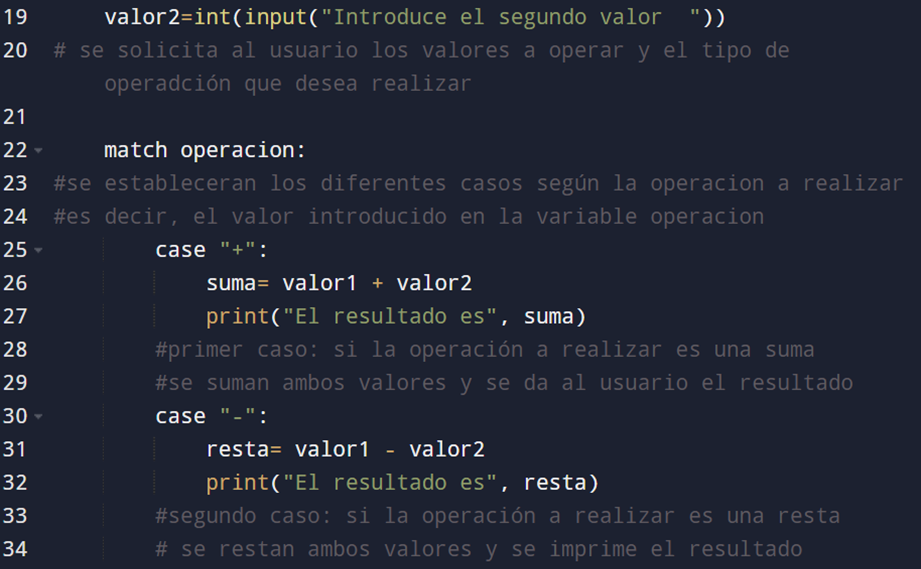 19 valor2=int(input("Introduce el segundo valor  "))
20 # se solicita al usuario los valores a operar y el tipo de
operadción que desea realizar
21
22 match operacion:
23 #se estableceran los diferentes casos según la operacion a realizar
24 #es decir, el valor introducido en la variable operacion
25 case "+":
26 suma= valor1 + valor2
27 print("El resultado es", suma)
28 #primer caso: si la operación a realizar es una suma
29 #se suman ambos valores y se da al usuario el resultado
30 case "-":
31 resta= valor1 - valor2
32 print("El resultado es", resta)
33 #segundo caso: si la operación a realizar es una resta
34 # se restan ambos valores y se imprime el resultado